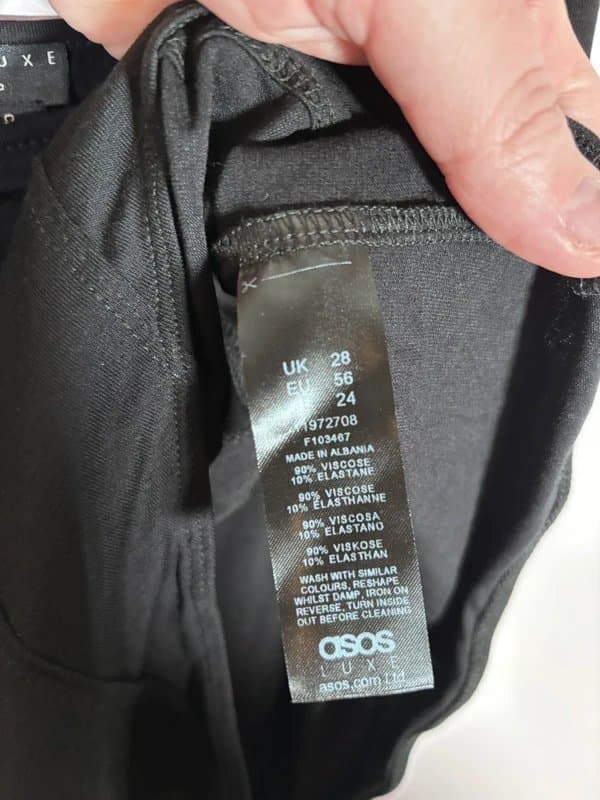 U X E
UK 28
EU 56
24
1972708
F103467
MADE IN ALBANIA
90% VISCOSE
10% ELASTANE
90% VISCOSE
10% ELASTHANNE
90% VISCOSA
10% ELASTANO
90% VISKOSE
10% ELASTHAN
WASH WITH SIMILAR
COLOURS, RESHAPE
WHILST DAMP, IRON ON
REVERSE, TURN INSIDE
OUT BEFORE CLEANING
asos
LUXE
asos.com Ltd